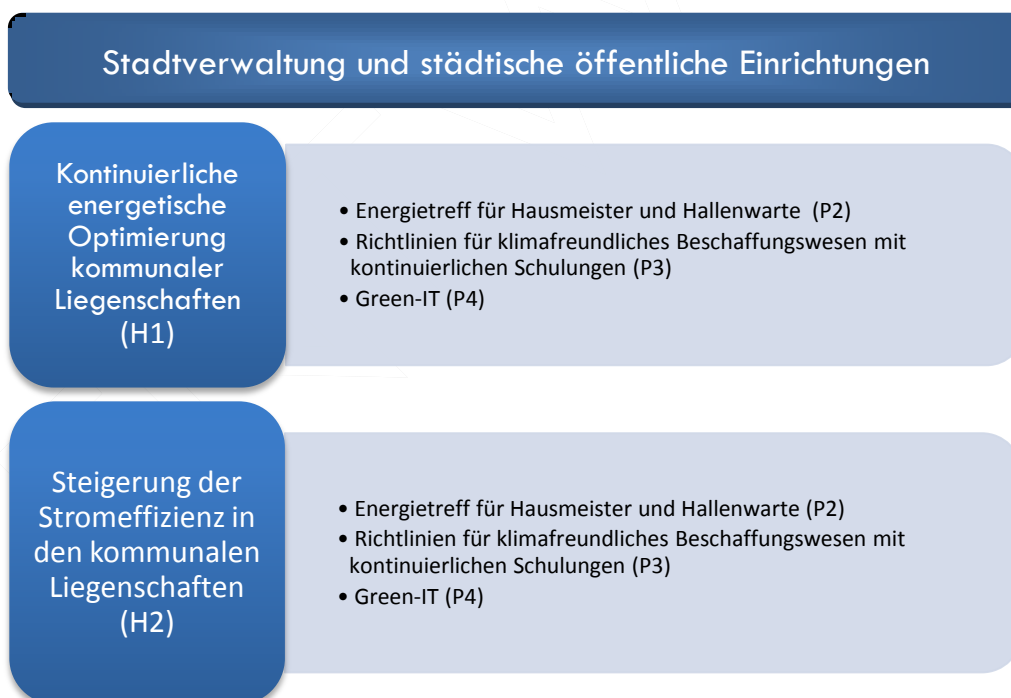 Stadtverwaltung und städtische öffentliche Einrichtungen
Kontinuierliche
energetische
Optimierung
kommunaler
Liegenschaften
(H1)
• Energietreff für Hausmeister und Hallenwarte (P2)
• Richtlinien für klimafreundliches Beschaffungswesen mit
kontinuierlichen Schulungen (P3)
• Green-IT (P4)
Steigerung der
Stromeffizienz in
den kommunalen
Liegenschaften
(H2)
• Energietreff für Hausmeister und Hallenwarte (P2)
• Richtlinien für klimafreundliches Beschaffungswesen mit
kontinuierlichen Schulungen (P3)
• Green-IT (P4)